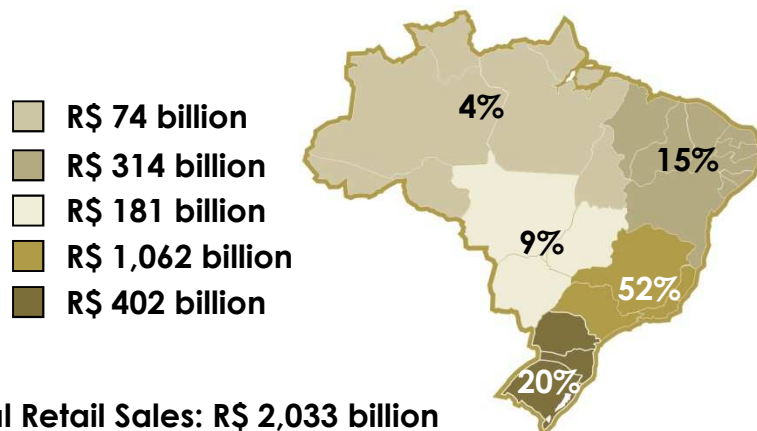 R$ 74 billion
R$ 314 billion
R$ 181 billion
R$ 1,062 billion
R$ 402 billion
4%
15%
9%
52%
20%
Retail Sales: R$ 2,033 billion